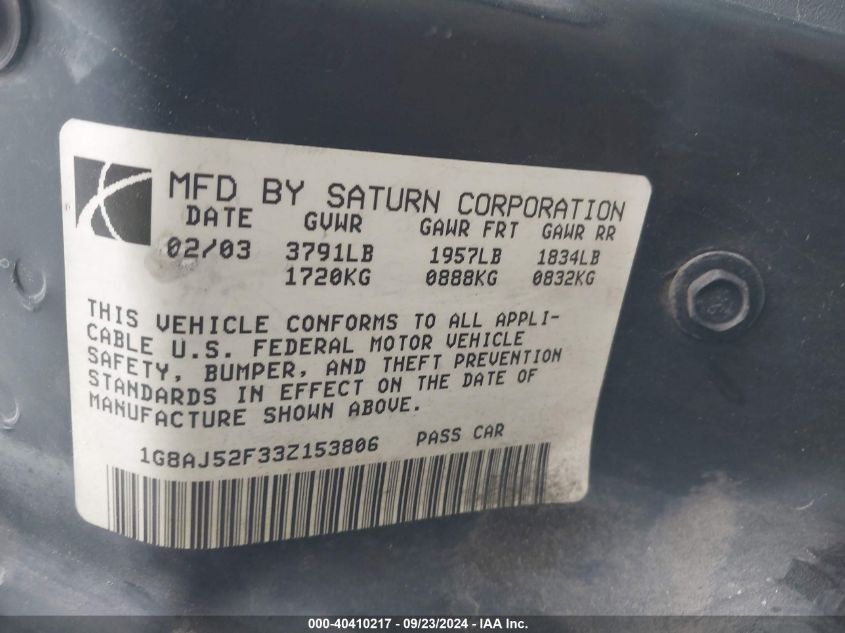 MFD BY SATURN CORPORATION
DATE GVWR GAWR FRT GAWR RR
02/03 3791LB 1957LB 1834LB
1720KG 0888KG 0832KG
THIS VEHICLE CONFORMS TO ALL APPLI-
CABLE U.S. FEDERAL MOTOR VEHICLE
SAFETY, BUMPER, AND THEFT PREVENTION
STANDARDS IN EFFECT ON THE DATE OF
MANUFACTURE SHOWN ABOVE.
1G8AJ52F33Z153806 PASS CAR
000-40410217 - 09/23/2024 - IAA Inc.